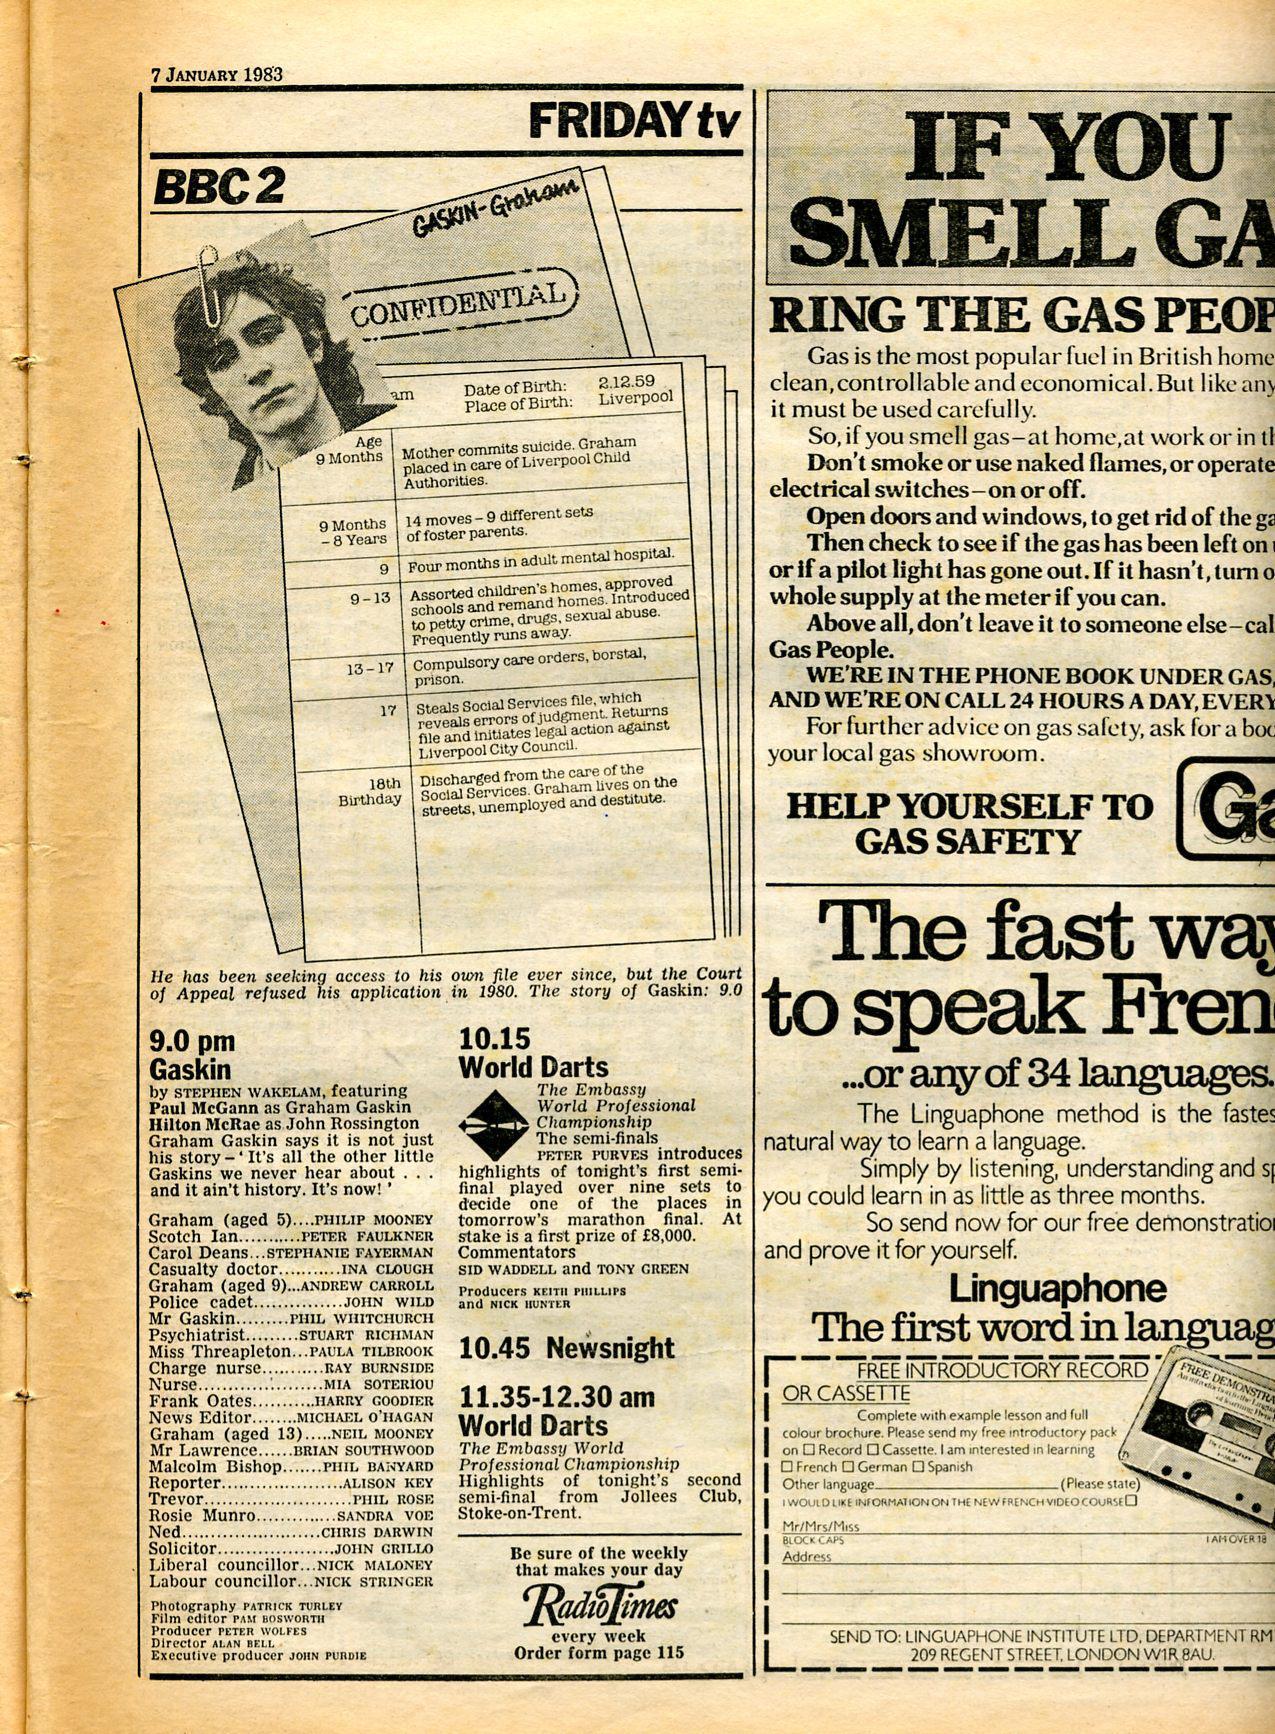 7 JANUARY 1983
FRIDAY tv
BBC 2
GASKIN-Graham
CONFIDENTIAL
am
Date of Birth: 2.12.59
Place of Birth: Liverpool
Age
9 Months
Mother commits suicide. Graham
placed in care of Liverpool Child
Authorities.
9 Months
– 8 Years
14 moves – 9 different sets
of foster parents.
9
Four months in adult mental hospital.
9–13
Assorted children's homes, approved
schools and remand homes. Introduced
to petty crime, drugs, sexual abuse.
Frequently runs away.
13–17
Compulsory care orders, borstal,
prison.
17
Steals Social Services file, which
reveals errors of judgment. Returns
file and initiates legal action against
Liverpool City Council.
18th
Birthday
Discharged from the care of the
Social Services. Graham lives on the
streets, unemployed and destitute.
He has been seeking access to his own file ever since, but the Court
of Appeal refused his application in 1980. The story of Gaskin: 9.0
9.0 pm
Gaskin
by STEPHEN WAKELAM, featuring
Paul McGann as Graham Gaskin
Hilton McRae as John Rossington
Graham Gaskin says it is not just
his story – ' It's all the other little
Gaskins we never hear about . . .
and it ain't history. It's now! '
Graham (aged 5)....PHILIP MOONEY
Scotch Ian..........PETER FAULKNER
Carol Deans...STEPHANIE FAYERMAN
Casualty doctor...........INA CLOUGH
Graham (aged 9)...ANDREW CARROLL
Police cadet...............JOHN WILD
Mr Gaskin.........PHIL WHITCHURCH
Psychiatrist.........STUART RICHMAN
Miss Threapleton...PAULA TILBROOK
Charge nurse...........RAY BURNSIDE
Nurse.....................MIA SOTERIOU
Frank Oates..........HARRY GOODIER
News Editor.......MICHAEL O'HAGAN
Graham (aged 13).....NEIL MOONEY
Mr Lawrence......BRIAN SOUTHWOOD
Malcolm Bishop.......PHIL BANYARD
Reporter....................ALISON KEY
Trevor........................PHIL ROSE
Rosie Munro.............SANDRA VOE
Ned.......................CHRIS DARWIN
Solicitor...................JOHN GRILLO
Liberal councillor...NICK MALONEY
Labour councillor...NICK STRINGER
Photography PATRICK TURLEY
Film editor PAM BOSWORTH
Producer PETER WOLFES
Director ALAN BELL
Executive producer JOHN PURDIE
10.15
World Darts
The Embassy
World Professional
Championship
The semi-finals
PETER PURVES introduces
highlights of tonight's first semi-
final played over nine sets to
decide one of the places in
tomorrow's marathon final. At
stake is a first prize of £8,000.
Commentators
SID WADDELL and TONY GREEN
Producers KEITH PHILLIPS
and NICK HUNTER
10.45 Newsnight
11.35-12.30 am
World Darts
The Embassy World
Professional Championship
Highlights of tonight's second
semi-final from Jollees Club,
Stoke-on-Trent.
Be sure of the weekly
that makes your day
RadioTimes
every week
Order form page 115
IF YOU
SMELL GA
RING THE GAS PEOP
Gas is the most popular fuel in British home
clean, controllable and economical. But like any
it must be used carefully.
So, if you smell gas – at home, at work or in th
Don't smoke or use naked flames, or operate
electrical switches – on or off.
Open doors and windows, to get rid of the ga
Then check to see if the gas has been left on
or if a pilot light has gone out. If it hasn't, turn o
whole supply at the meter if you can.
Above all, don't leave it to someone else – cal
Gas People.
WE'RE IN THE PHONE BOOK UNDER GAS,
AND WE'RE ON CALL 24 HOURS A DAY, EVERY
For further advice on gas safety, ask for a boo
your local gas showroom.
HELP YOURSELF TO
GAS SAFETY
Ga
The fast way
to speak Fren
...or any of 34 languages.
The Linguaphone method is the fastes
natural way to learn a language.
Simply by listening, understanding and sp
you could learn in as little as three months.
So send now for our free demonstration
and prove it for yourself.
Linguaphone
The first word in languag
FREE INTRODUCTORY RECORD
OR CASSETTE
Complete with example lesson and full
colour brochure. Please send my free introductory pack
on ☐ Record ☐ Cassette. I am interested in learning
☐ French ☐ German ☐ Spanish
Other language (Please state)
I WOULD LIKE INFORMATION ON THE NEW FRENCH VIDEO COURSE ☐
FREE DEMONSTRA
Mr/Mrs/Miss
BLOCK CAPS I AM OVER 18
Address
SEND TO: LINGUAPHONE INSTITUTE LTD, DEPARTMENT RM
209 REGENT STREET, LONDON W1R 8AU.